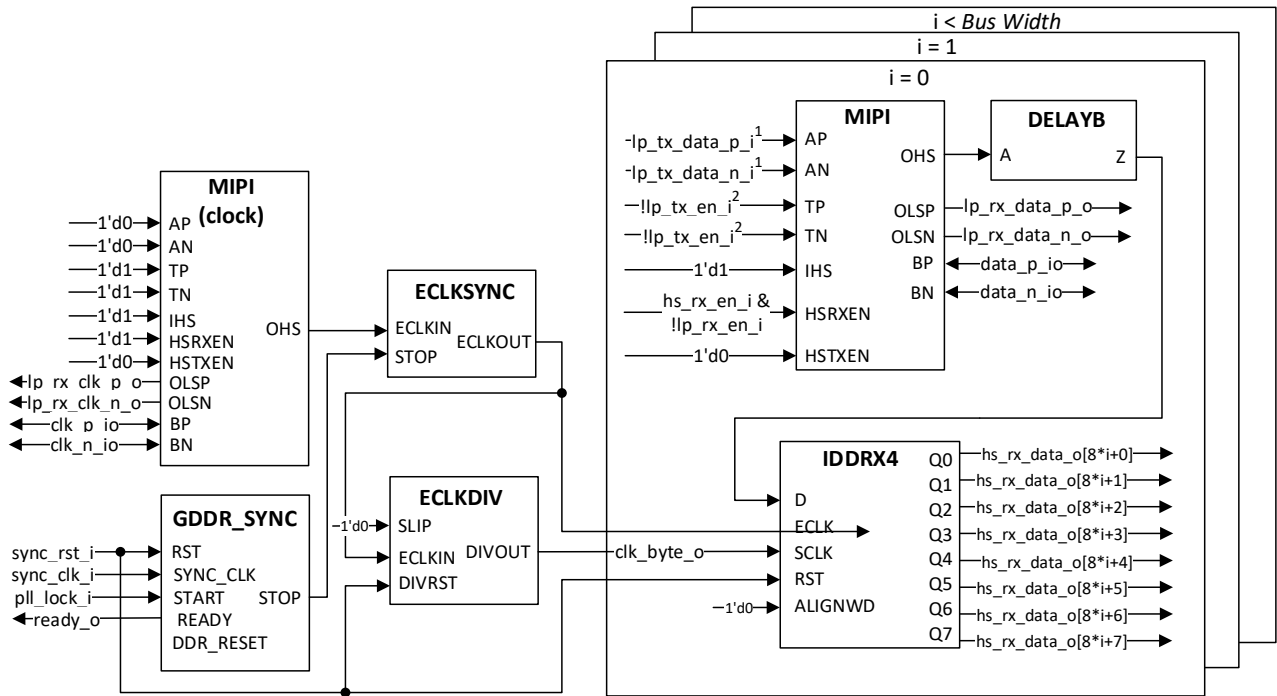 i < Bus Width
i = 1
i = 0
MIPI
(clock)
1'd0
AP
1'd0
AN
1'd1
TP
1'd1
TN
1'd1
IHS
1'd1
HSRXEN
1'd0
HSTXEN
OHS
lp_rx_clk_p_o
OLSP
lp_rx_clk_n_o
OLSN
clk_p_io
BP
clk_n_io
BN
GDDR_SYNC
sync_rst_i
RST
sync_clk_i
SYNC_CLK
pll_lock_i
START
STOP
ready_o
READY
DDR_RESET
ECLKSYNC
ECLKIN
ECLKOUT
STOP
ECLKDIV
1'd0
SLIP
ECLKIN
DIVOUT
DIVRST
clk_byte_o
MIPI
lp_tx_data_p_i1
AP
lp_tx_data_n_i1
AN
!lp_tx_en_i2
TP
!lp_tx_en_i2
TN
1'd1
IHS
hs_rx_en_i &
!lp_rx_en_i
HSRXEN
1'd0
HSTXEN
OHS
OLSP
lp_rx_data_p_o
OLSN
lp_rx_data_n_o
BP
data_p_io
BN
data_n_io
DELAYB
A
Z
IDDRX4
D
ECLK
SCLK
RST
1'd0
ALIGNWD
Q0
hs_rx_data_o[8*i+0]
Q1
hs_rx_data_o[8*i+1]
Q2
hs_rx_data_o[8*i+2]
Q3
hs_rx_data_o[8*i+3]
Q4
hs_rx_data_o[8*i+4]
Q5
hs_rx_data_o[8*i+5]
Q6
hs_rx_data_o[8*i+6]
Q7
hs_rx_data_o[8*i+7]